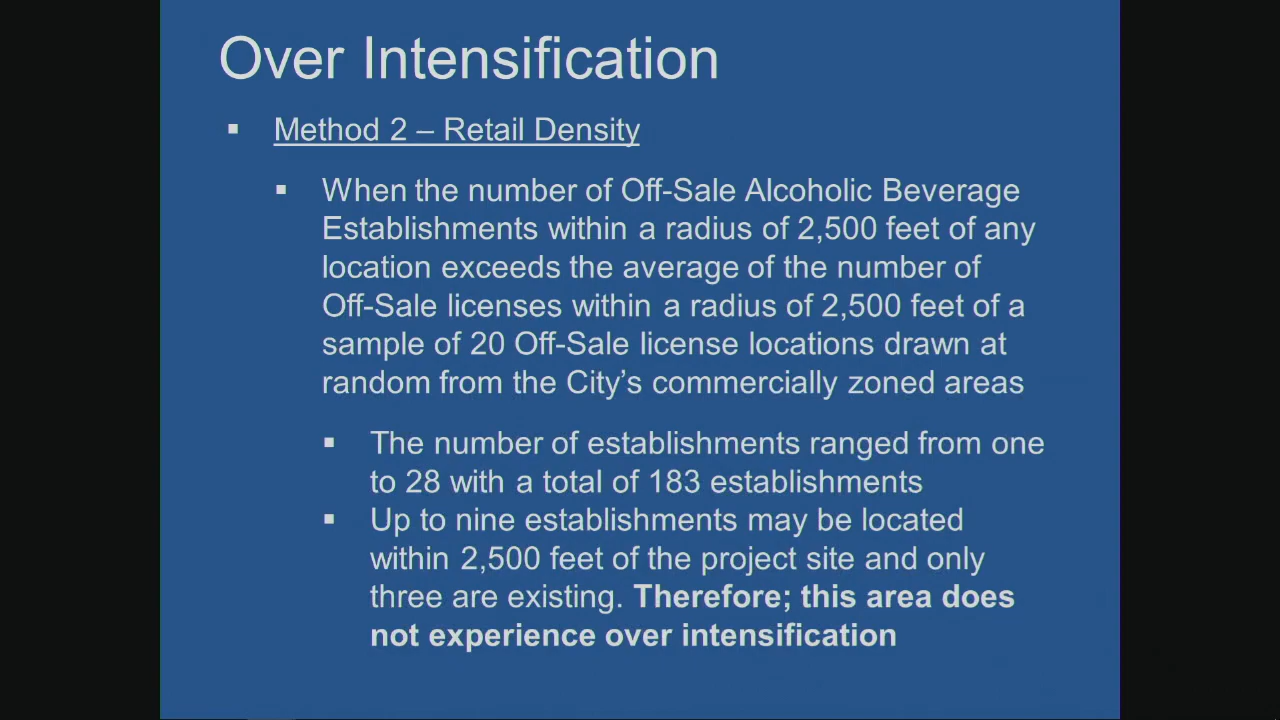 Over Intensification
▪ Method 2 – Retail Density
▪ When the number of Off-Sale Alcoholic Beverage
Establishments within a radius of 2,500 feet of any
location exceeds the average of the number of
Off-Sale licenses within a radius of 2,500 feet of a
sample of 20 Off-Sale license locations drawn at
random from the City’s commercially zoned areas
▪ The number of establishments ranged from one
to 28 with a total of 183 establishments
▪ Up to nine establishments may be located
within 2,500 feet of the project site and only
three are existing. Therefore; this area does
not experience over intensification